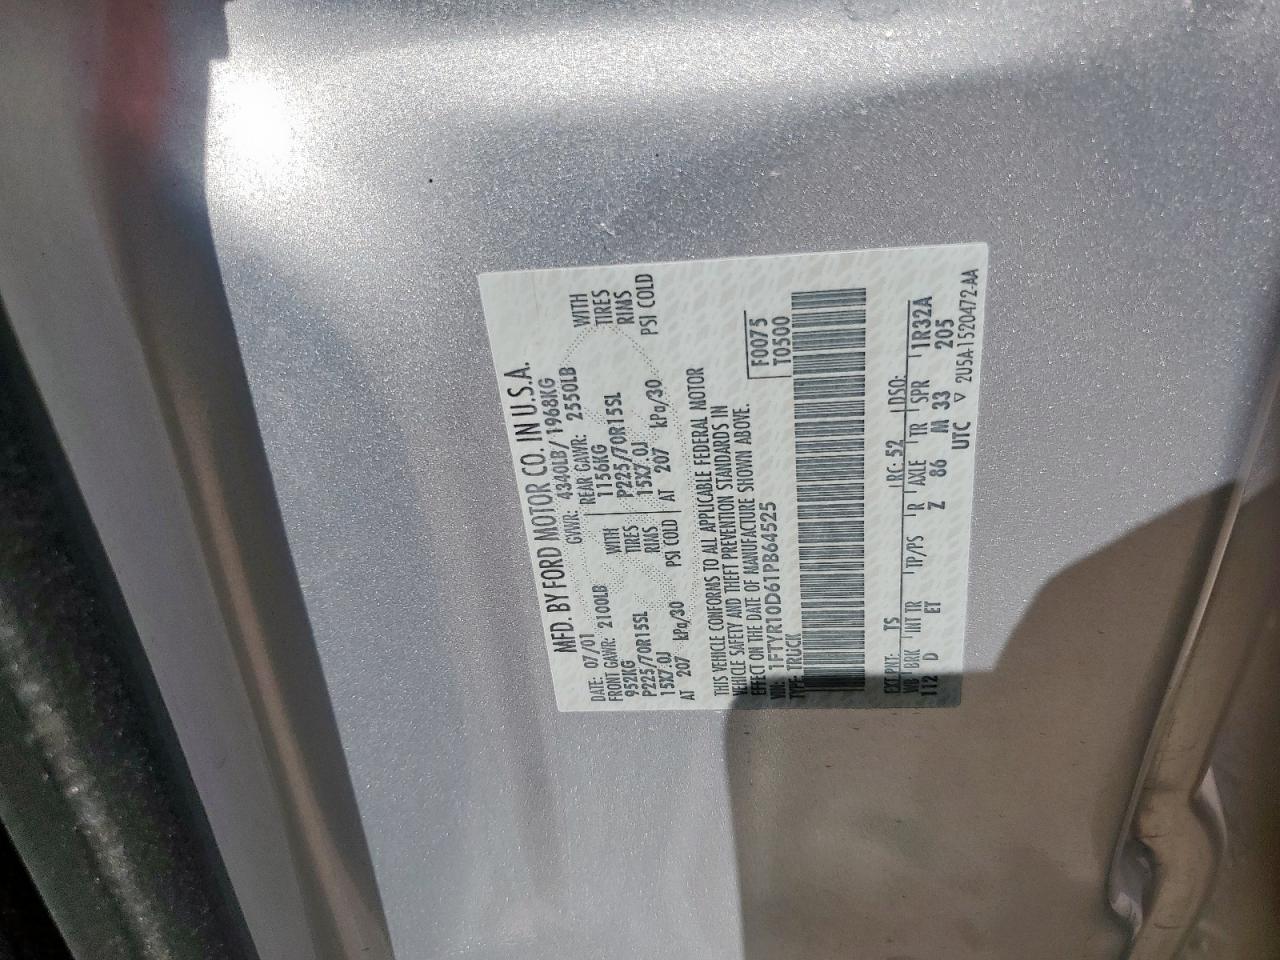 MFD. BY FORD MOTOR CO. IN U.S.A.
DATE: 07/01 GVWR: 4340LB/ 1968KG
FRONT GAWR: 2100LB REAR GAWR: 2550LB
952KG WITH 1156KG WITH
P225/70R15SL TIRES P225/70R15SL TIRES
15X7.0J RIMS 15X7.0J RIMS
AT 207 kPa/30 PSI COLD AT 207 kPa/30 PSI COLD
THIS VEHICLE CONFORMS TO ALL APPLICABLE FEDERAL MOTOR
VEHICLE SAFETY AND THEFT PREVENTION STANDARDS IN
EFFECT ON THE DATE OF MANUFACTURE SHOWN ABOVE.
VIN: 1FTYR10D61PB64525
TYPE: TRUCK
F0075
T0500
EXT PNT: TS RC: 52 DSO:
WB BRK INT TR TP/PS R AXLE TR SPR 1R32A
112 D ET Z 86 M 33 205
UTC ▽ 2U5A-1520472-AA